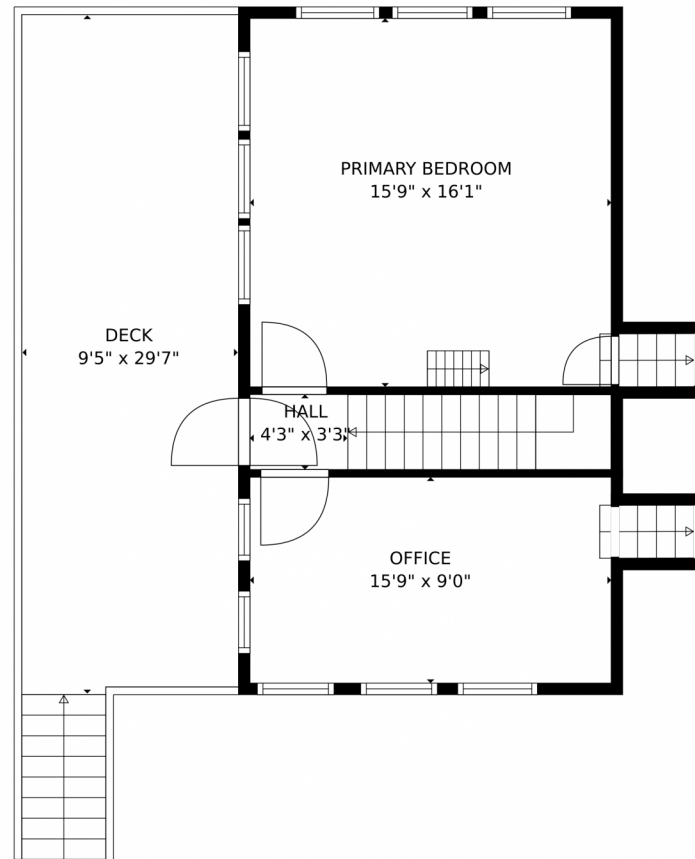 PRIMARY BEDROOM
15'9" x 16'1"
DECK
9'5" x 29'7"
HALL
4'3" x 3'3"
OFFICE
15'9" x 9'0"